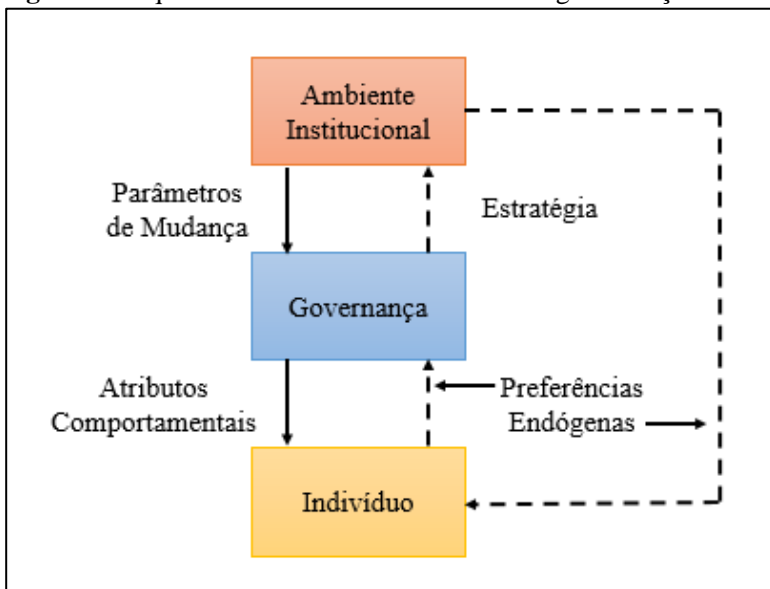 Ambiente
Institucional
Parâmetros
de Mudança
Estratégia
Governança
Atributos
Comportamentais
Preferências
Endógenas
Indivíduo